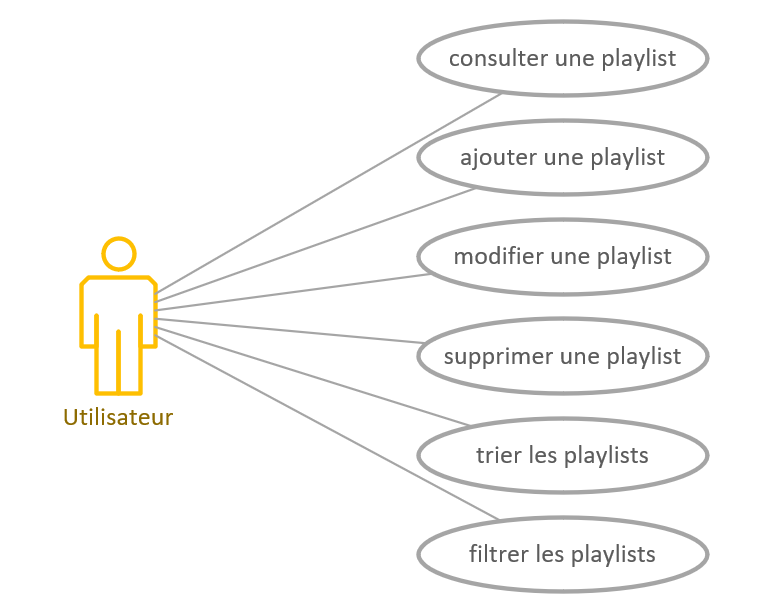 consulter une playlist
ajouter une playlist
modifier une playlist
supprimer une playlist
Utilisateur
trier les playlists
filtrer les playlists